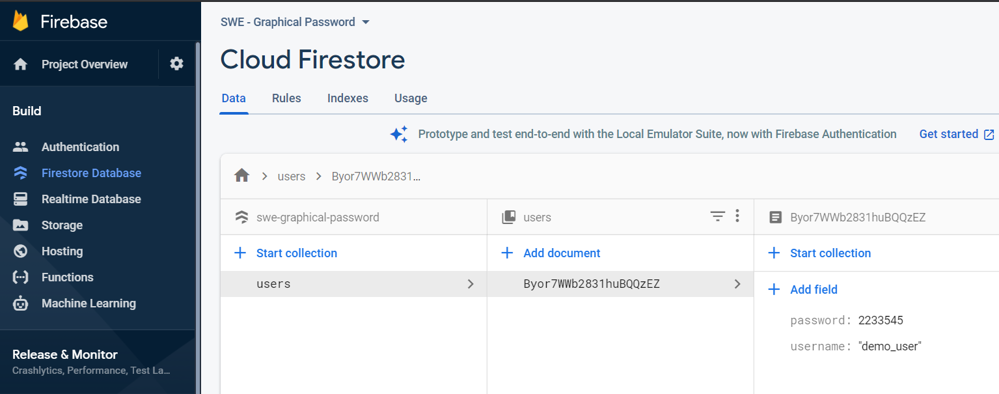 Firebase
Project Overview
Build
Authentication
Firestore Database
Realtime Database
Storage
Hosting
Functions
Machine Learning
Release & Monitor
Crashlytics, Performance, Test La...
SWE - Graphical Password
Cloud Firestore
Data Rules Indexes Usage
Prototype and test end-to-end with the Local Emulator Suite, now with Firebase Authentication Get started
users Byor7WWb2831...
swe-graphical-password
Start collection
users
users
Add document
Byor7WWb2831huBQQzEZ
Byor7WWb2831huBQQzEZ
Start collection
Add field
password: 2233545
username: "demo_user"